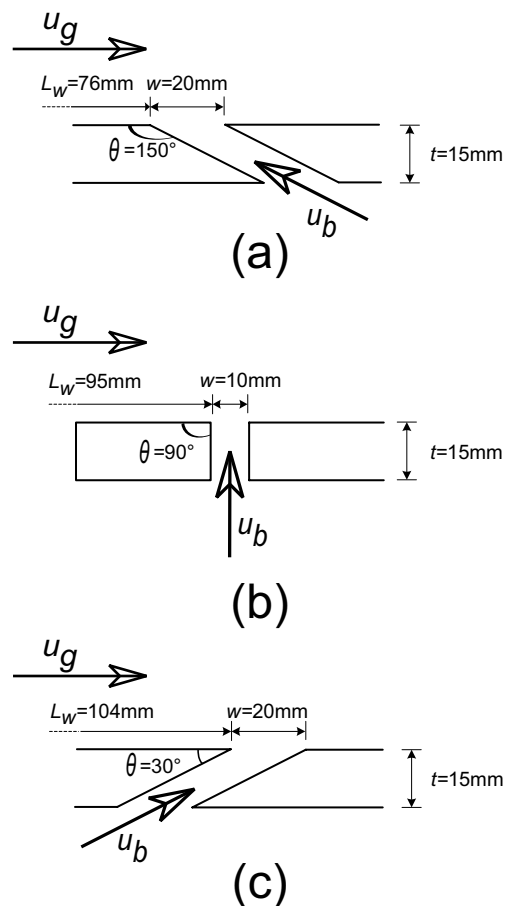 u_g
L_w=76mm w=20mm
θ=150° t=15mm
u_b
(a)
u_g
L_w=95mm w=10mm
θ=90° t=15mm
u_b
(b)
u_g
L_w=104mm w=20mm
θ=30° t=15mm
u_b
(c)